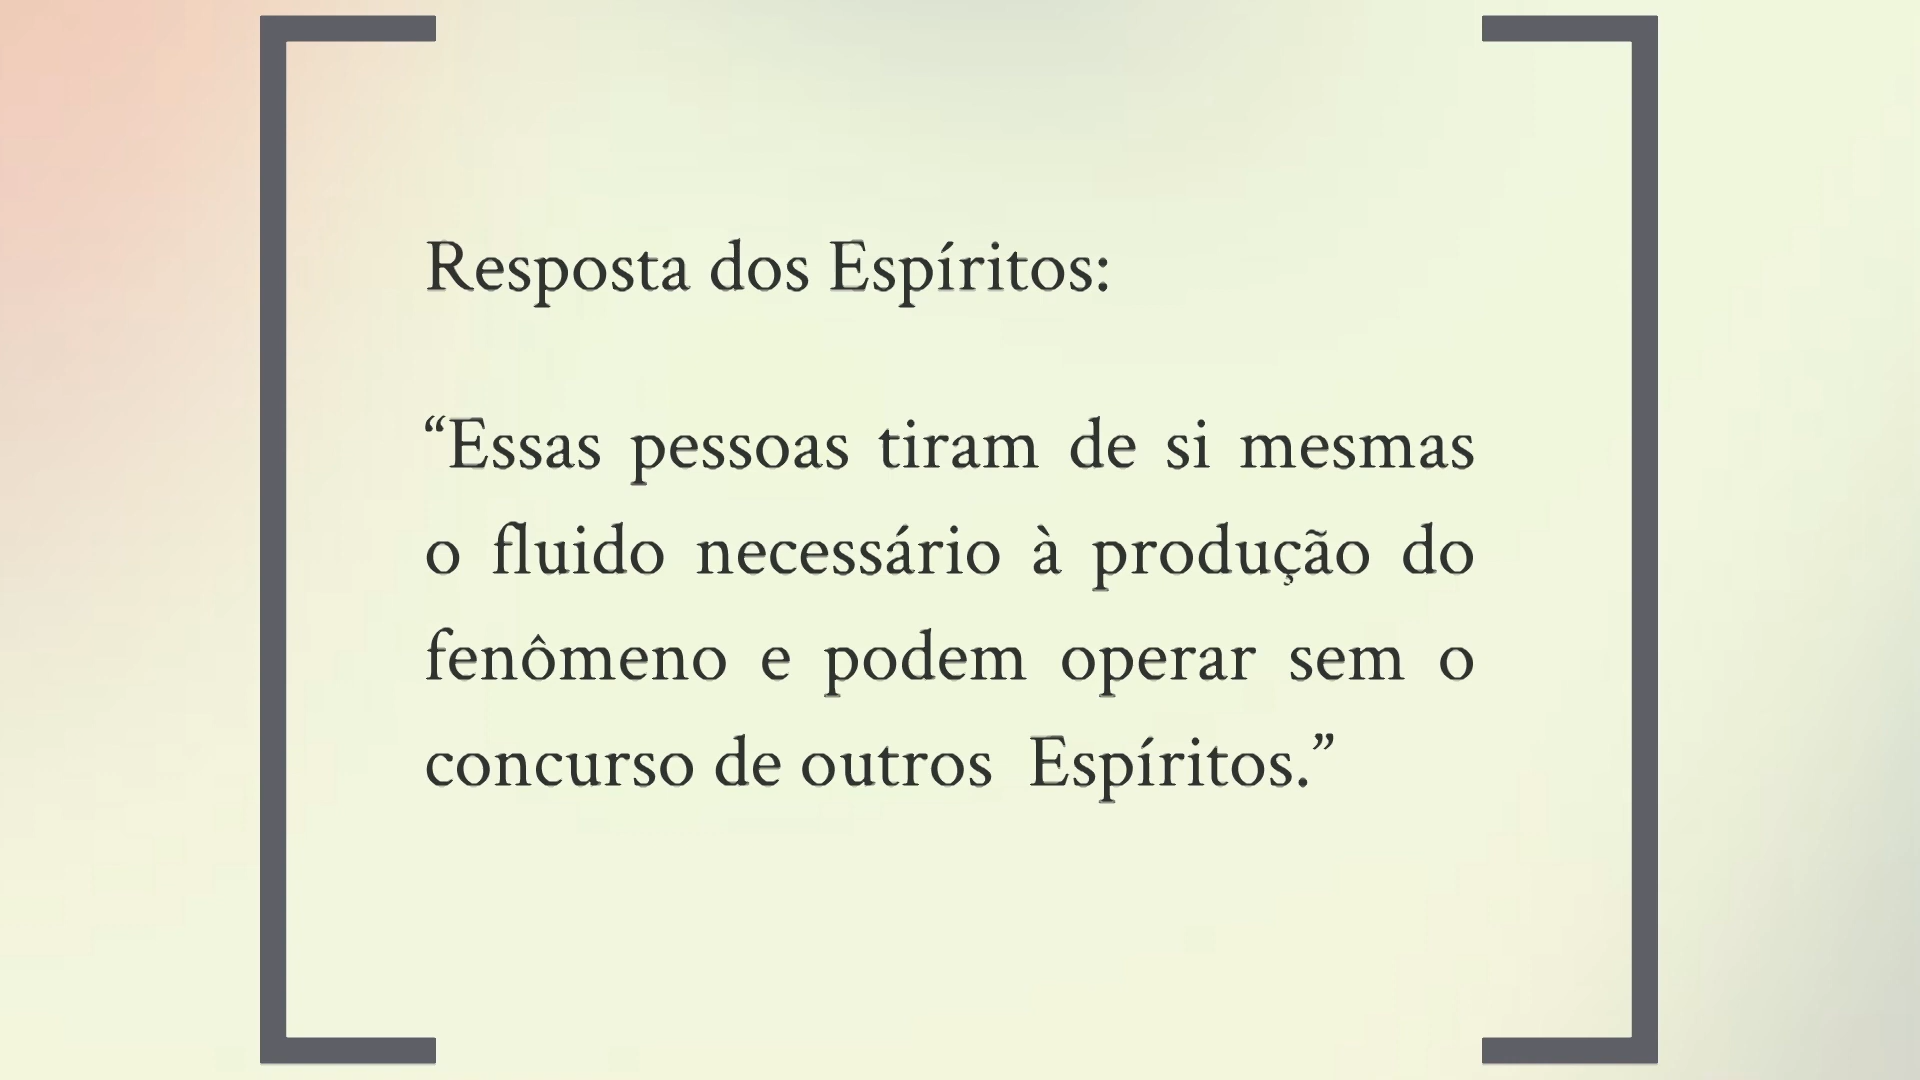 Resposta dos Espíritos:
“Essas pessoas tiram de si mesmas
o fluido necessário à produção do
fenômeno e podem operar sem o
concurso de outros  Espíritos.”